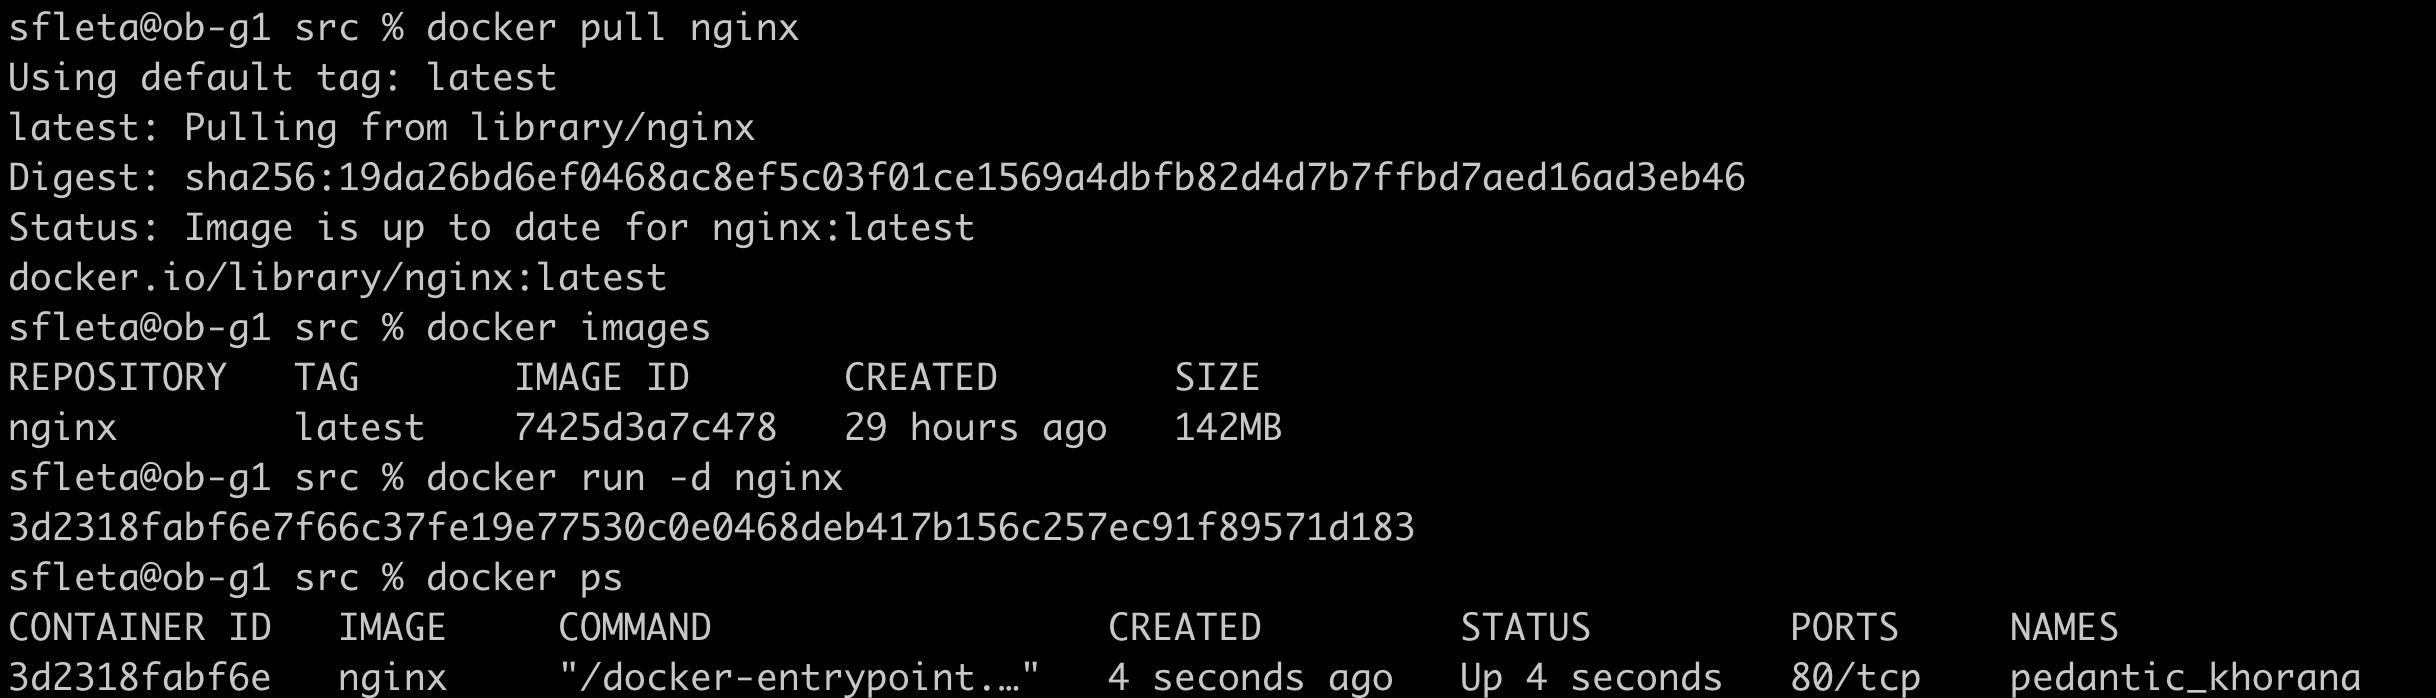 sfleta@ob-g1 src % docker pull nginx
Using default tag: latest
latest: Pulling from library/nginx
Digest: sha256:19da26bd6ef0468ac8ef5c03f01ce1569a4dbfb82d4d7b7ffbd7aed16ad3eb46
Status: Image is up to date for nginx:latest
docker.io/library/nginx:latest
sfleta@ob-g1 src % docker images
REPOSITORY   TAG       IMAGE ID       CREATED        SIZE
nginx        latest    7425d3a7c478   29 hours ago   142MB
sfleta@ob-g1 src % docker run -d nginx
3d2318fabf6e7f66c37fe19e77530c0e0468deb417b156c257ec91f89571d183
sfleta@ob-g1 src % docker ps
CONTAINER ID   IMAGE     COMMAND                  CREATED         STATUS         PORTS     NAMES
3d2318fabf6e   nginx     "/docker-entrypoint.…"   4 seconds ago   Up 4 seconds   80/tcp    pedantic_khorana